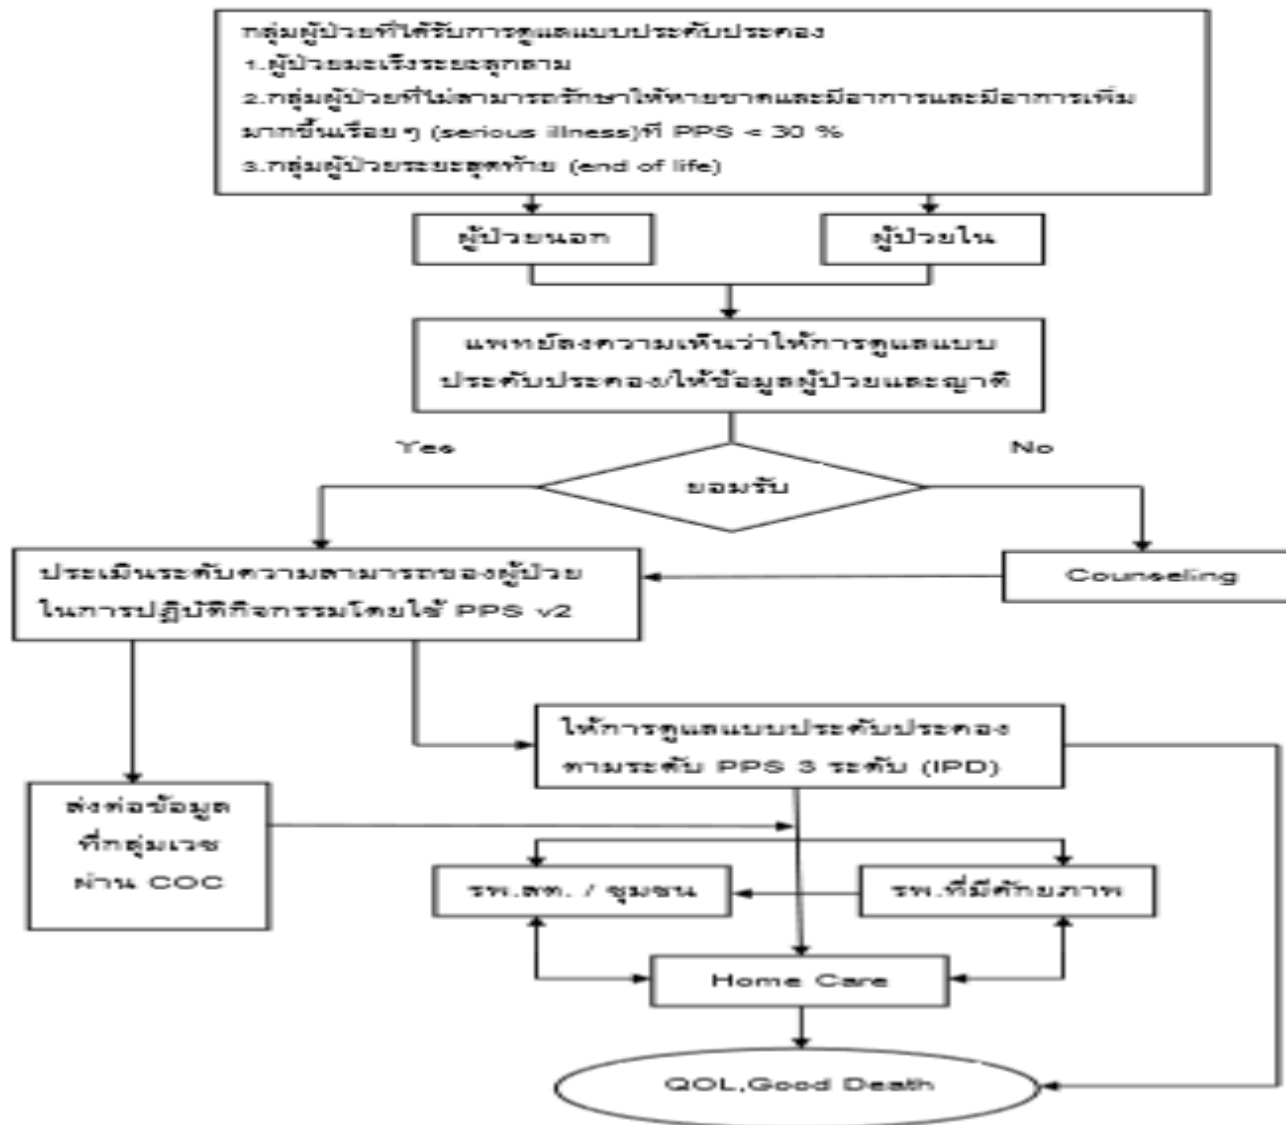 กลุ่มผู้ป่วยที่ได้รับการดูแลแบบประคับประคอง
1.ผู้ป่วยมะเร็งระยะลุกลาม
2.กลุ่มผู้ป่วยที่ไม่สามารถรักษาให้หายขาดและมีอาการและมีอาการเพิ่ม
มากขึ้นเรื่อยๆ (serious illness)ที่ PPS < 30 %
3.กลุ่มผู้ป่วยระยะสุดท้าย (end of life)
ผู้ป่วยนอก
ผู้ป่วยใน
แพทย์ลงความเห็นว่าให้การดูแลแบบ
ประคับประคอง/ให้ข้อมูลผู้ป่วยและญาติ
Yes
No
ยอมรับ
ประเมินระดับความสามารถของผู้ป่วย
ในการปฏิบัติกิจกรรมโดยใช้ PPS v2
Counseling
ให้การดูแลแบบประคับประคอง
ตามระดับ PPS 3 ระดับ (IPD)
ส่งต่อข้อมูล
ที่กลุ่มเวช
ผ่าน COC
รพ.สต. / ชุมชน
รพ.ที่มีศักยภาพ
Home Care
QOL,Good Death